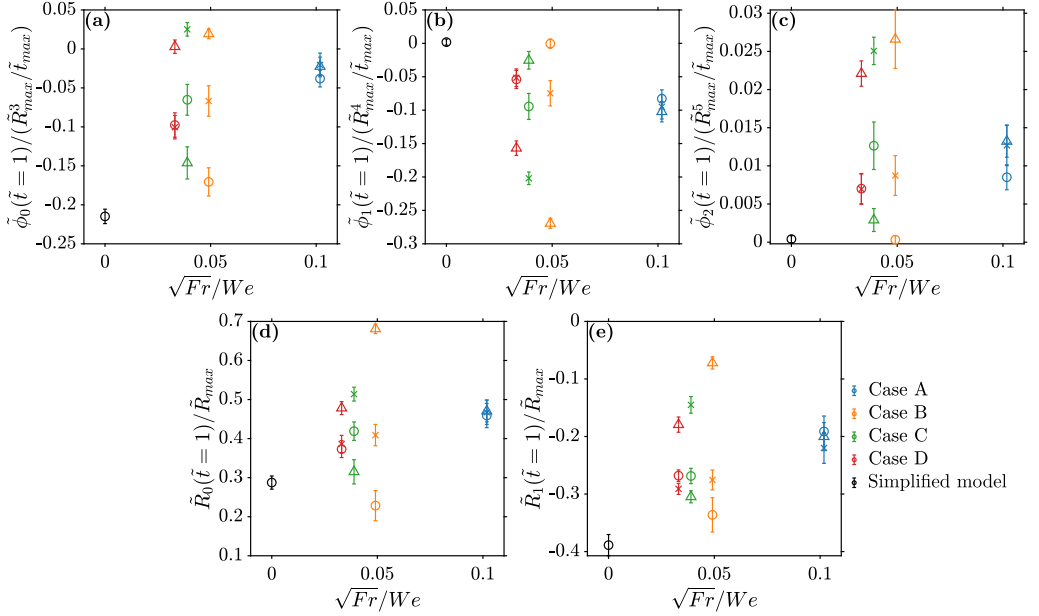 (a)
0
-0.05
-0.1
-0.15
-0.2
-0.25
0 0.05 0.1
√Fr/We
ϕ̃₀(t̃ = 1)/(R̃³ₘₐₓ/t̃ₘₐₓ)
(b)
0
-0.05
-0.1
-0.15
-0.2
-0.25
-0.3
0 0.05 0.1
√Fr/We
ϕ̃₁(t̃ = 1)/(R̃⁴ₘₐₓ/t̃ₘₐₓ)
(c)
0.03
0.025
0.02
0.015
0.01
0.005
0
0 0.05 0.1
√Fr/We
ϕ̃₂(t̃ = 1)/(R̃⁵ₘₐₓ/t̃ₘₐₓ)
(d)
0.7
0.6
0.5
0.4
0.3
0.2
0.1
0 0.05 0.1
√Fr/We
R̃₀(t̃ = 1)/R̃ₘₐₓ
(e)
0
-0.1
-0.2
-0.3
-0.4
0 0.05 0.1
√Fr/We
R̃₁(t̃ = 1)/R̃ₘₐₓ
Case A
Case B
Case C
Case D
Simplified model